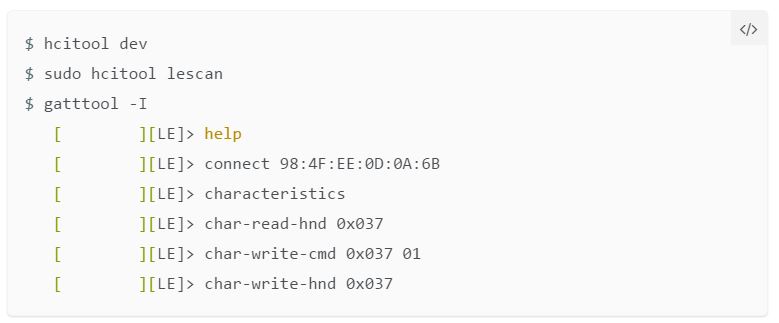 $ hcitool dev
$ sudo hcitool lescan
$ gatttool -I
[ ][LE]> help
[ ][LE]> connect 98:4F:EE:0D:0A:6B
[ ][LE]> characteristics
[ ][LE]> char-read-hnd 0x037
[ ][LE]> char-write-cmd 0x037 01
[ ][LE]> char-write-hnd 0x037